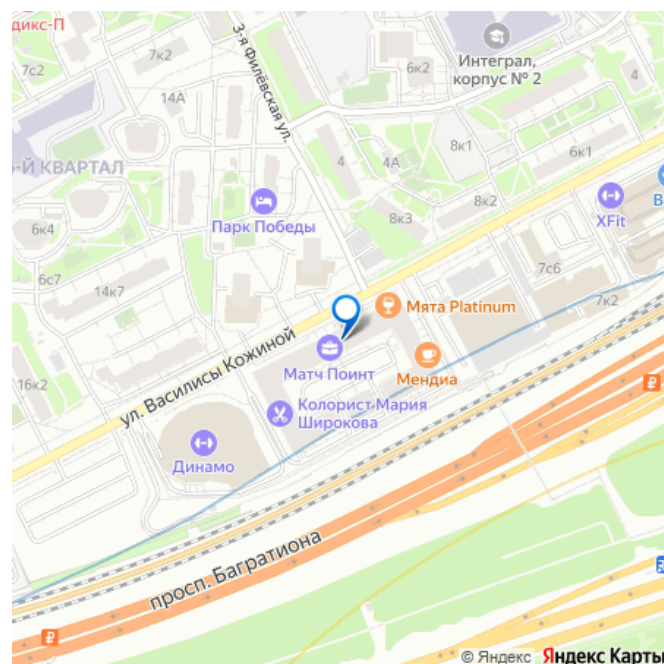 дикс-П
7к2
7с2
14А
3-я Филёвская ул.
6к2
Интеграл,
корпус № 2
4
8к1
-Й КВАРТАЛ
4
4А
6к1
8к2
8к3
В
XFit
Парк Победы
6к4
6с7
14к7
7с6
7к2
Мята Platinum
ул. Василисы Кожиной
Матч Поинт
Мендиа
16к2
Колорист Мария
Широкова
Динамо
просп. Багратиона
© Яндекс Яндекс Карты